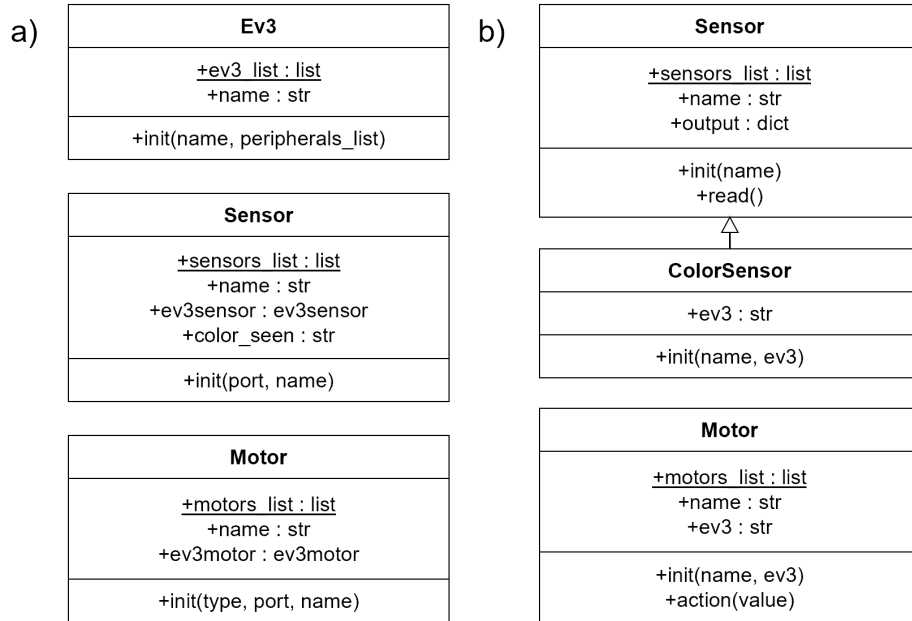 a)
Ev3
+ev3_list : list
+name : str
+init(name, peripherals_list)
Sensor
+sensors_list : list
+name : str
+ev3sensor : ev3sensor
+color_seen : str
+init(port, name)
Motor
+motors_list : list
+name : str
+ev3motor : ev3motor
+init(type, port, name)
b)
Sensor
+sensors_list : list
+name : str
+output : dict
+init(name)
+read()
ColorSensor
+ev3 : str
+init(name, ev3)
Motor
+motors_list : list
+name : str
+ev3 : str
+init(name, ev3)
+action(value)